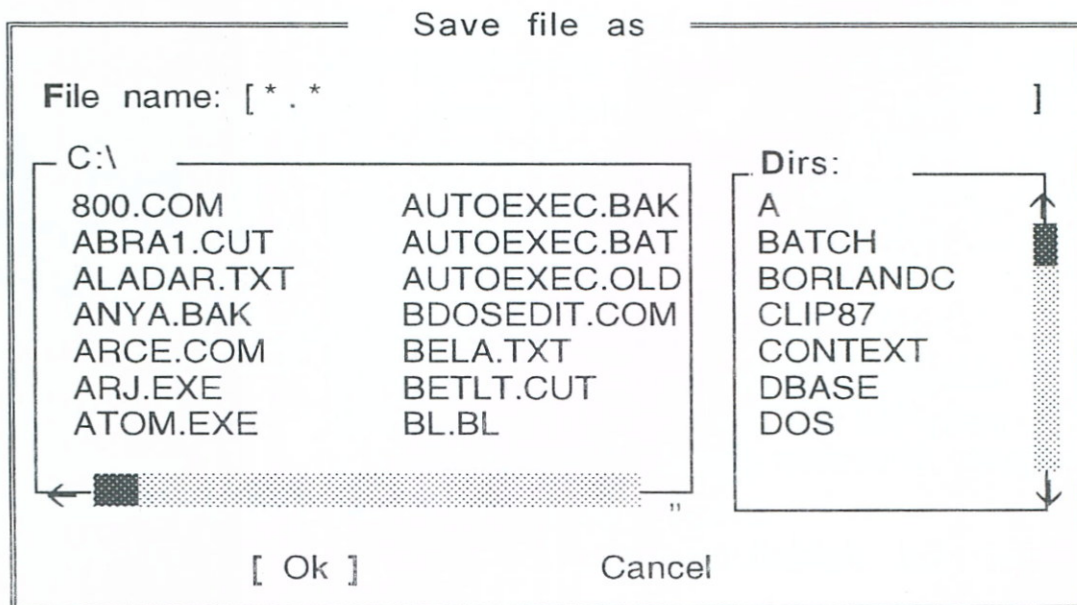 Save file as
File name: [*.* ]
C:\
800.COM AUTOEXEC.BAK
ABRA1.CUT AUTOEXEC.BAT
ALADAR.TXT AUTOEXEC.OLD
ANYA.BAK BDOSEDIT.COM
ARCE.COM BELA.TXT
ARJ.EXE BETLT.CUT
ATOM.EXE BL.BL
Dirs:
A
BATCH
BORLANDC
CLIP87
CONTEXT
DBASE
DOS
[ Ok ] Cancel